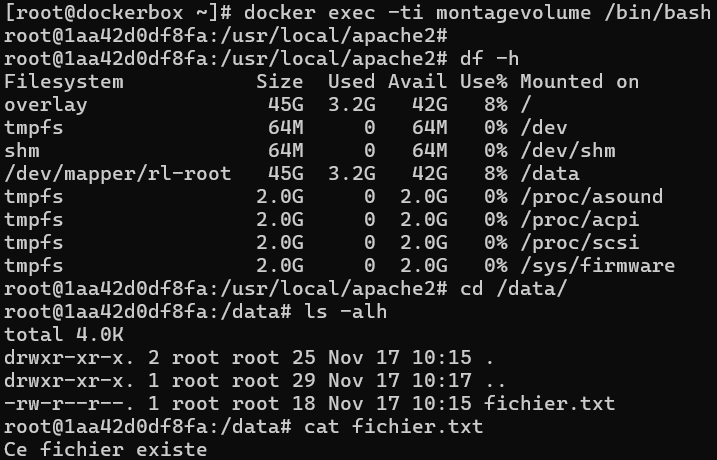 [root@dockerbox ~]# docker exec -ti montagevolume /bin/bash
root@1aa42d0df8fa:/usr/local/apache2#
root@1aa42d0df8fa:/usr/local/apache2# df -h
Filesystem           Size  Used Avail Use% Mounted on
overlay               45G  3.2G   42G   8% /
tmpfs                 64M     0   64M   0% /dev
shm                   64M     0   64M   0% /dev/shm
/dev/mapper/rl-root   45G  3.2G   42G   8% /data
tmpfs                2.0G     0  2.0G   0% /proc/asound
tmpfs                2.0G     0  2.0G   0% /proc/acpi
tmpfs                2.0G     0  2.0G   0% /proc/scsi
tmpfs                2.0G     0  2.0G   0% /sys/firmware
root@1aa42d0df8fa:/usr/local/apache2# cd /data/
root@1aa42d0df8fa:/data# ls -alh
total 4.0K
drwxr-xr-x. 2 root root 25 Nov 17 10:15 .
drwxr-xr-x. 1 root root 29 Nov 17 10:17 ..
-rw-r--r--. 1 root root 18 Nov 17 10:15 fichier.txt
root@1aa42d0df8fa:/data# cat fichier.txt
Ce fichier existe